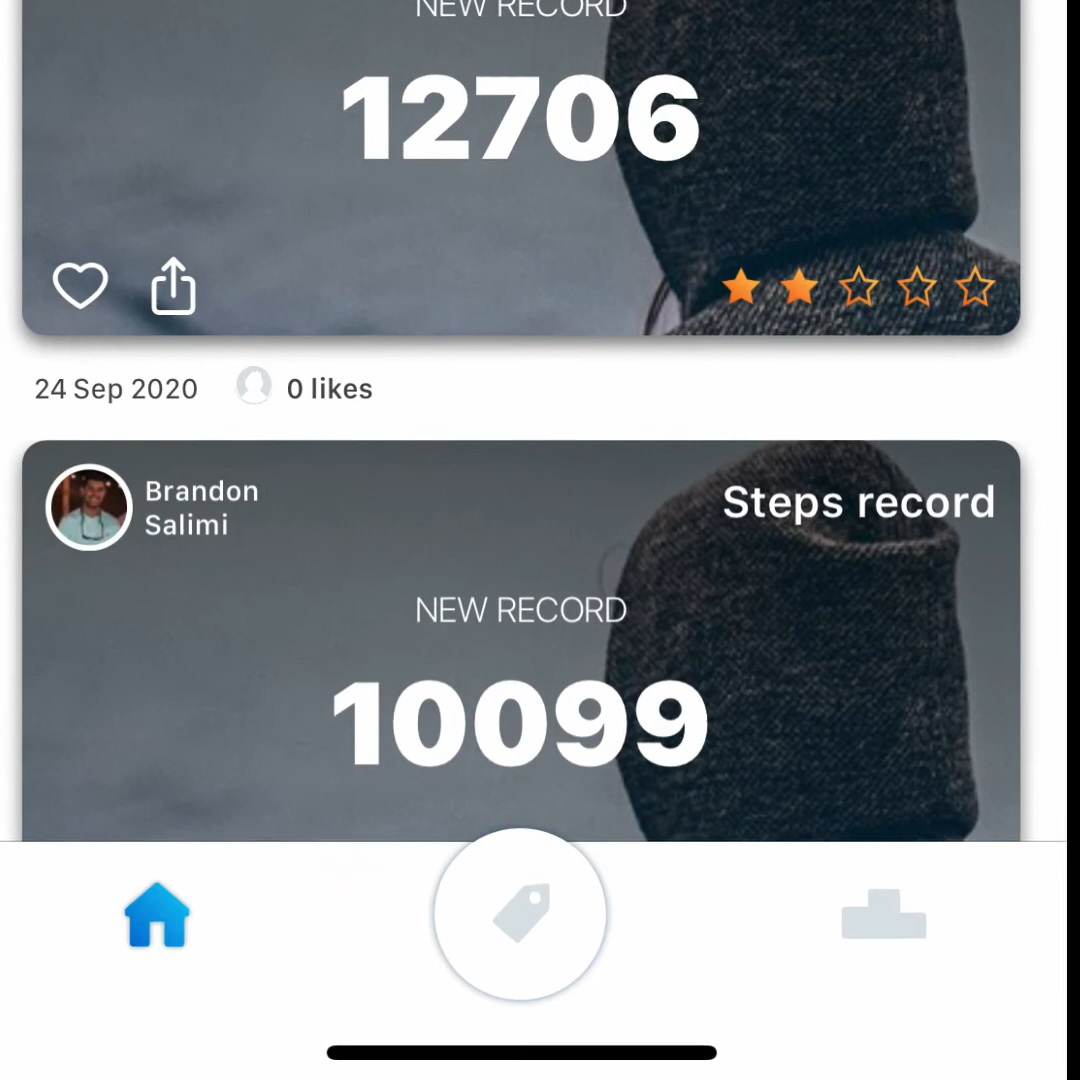 NEW RECORD
12706
24 Sep 2020 0 likes
Brandon
Salimi
Steps record
NEW RECORD
10099